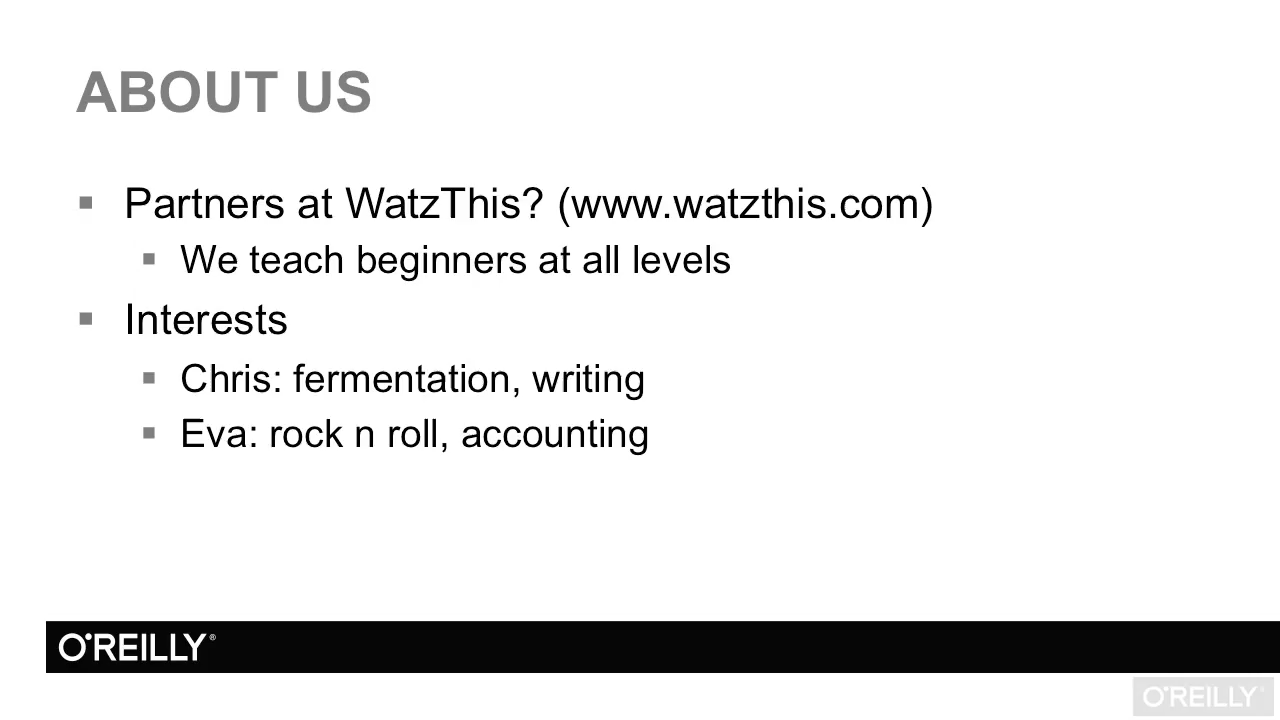 ABOUT US
▪ Partners at WatzThis? (www.watzthis.com)
▪ We teach beginners at all levels
▪ Interests
▪ Chris: fermentation, writing
▪ Eva: rock n roll, accounting
O'REILLY®
O'REILLY®